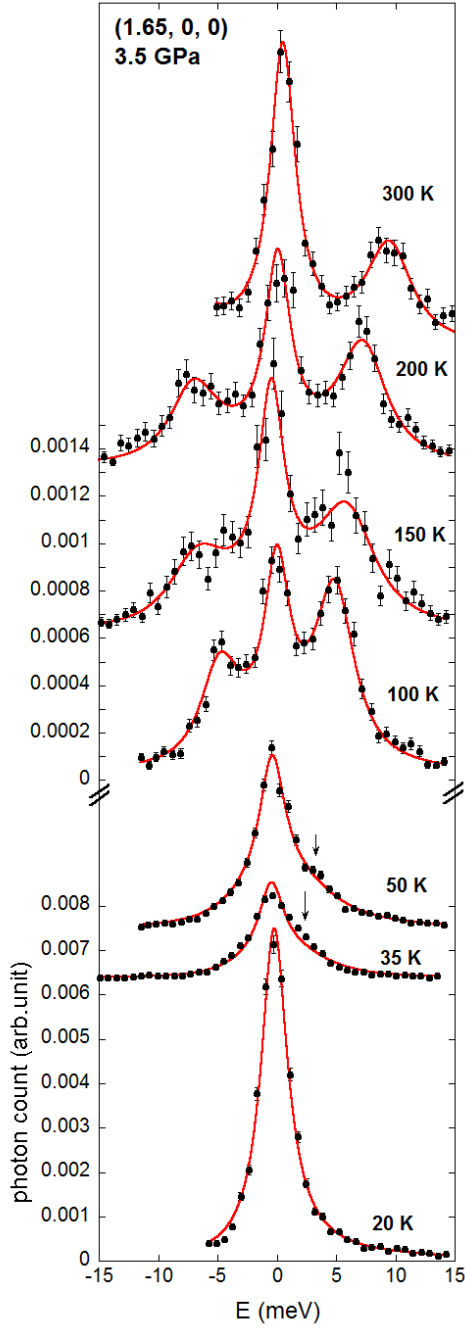 (1.65, 0, 0)
3.5 GPa
300 K
200 K
0.0014
0.0012
150 K
0.001
0.0008
0.0006
100 K
0.0004
0.0002
0
50 K
0.008
35 K
0.007
0.006
0.005
0.004
0.003
0.002
0.001
20 K
0
photon count (arb.unit)
-15 -10 -5 0 5 10 15
E (meV)